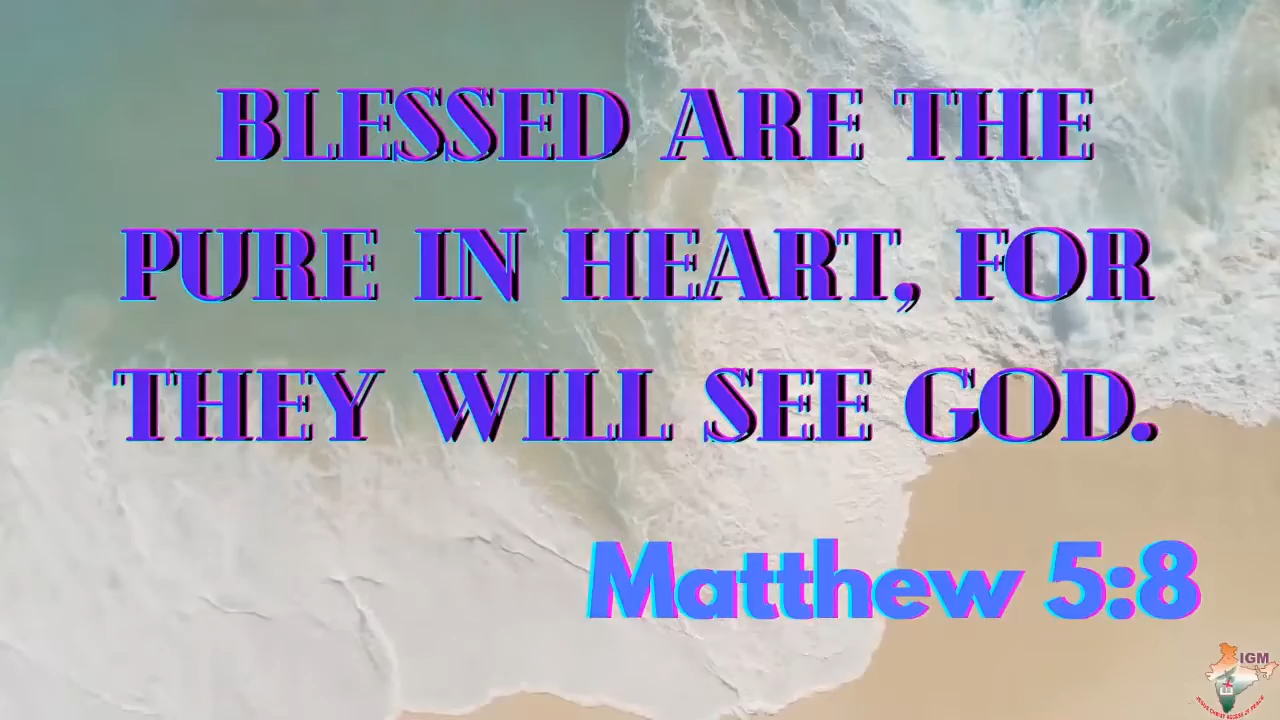 BLESSED ARE THE
PURE IN HEART, FOR
THEY WILL SEE GOD.
Matthew 5:8
IGM